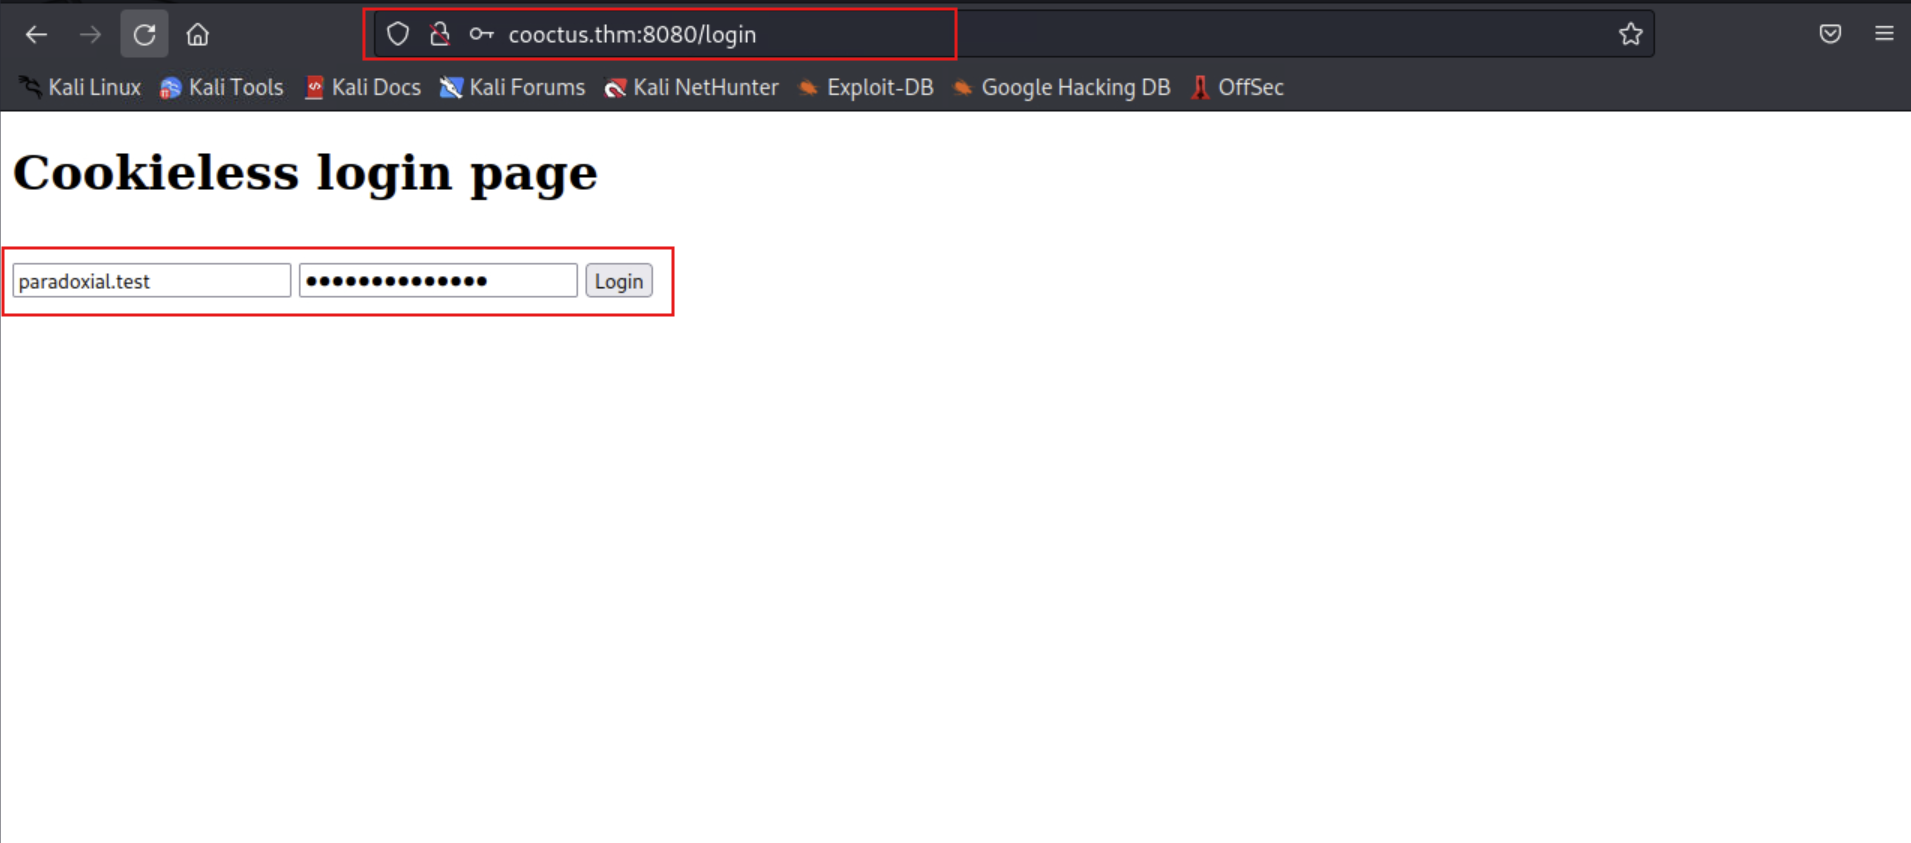 cooctus.thm:8080/login
Kali Linux Kali Tools Kali Docs Kali Forums Kali NetHunter Exploit-DB Google Hacking DB OffSec
Cookieless login page
paradoxial.test •••••••••••••• Login